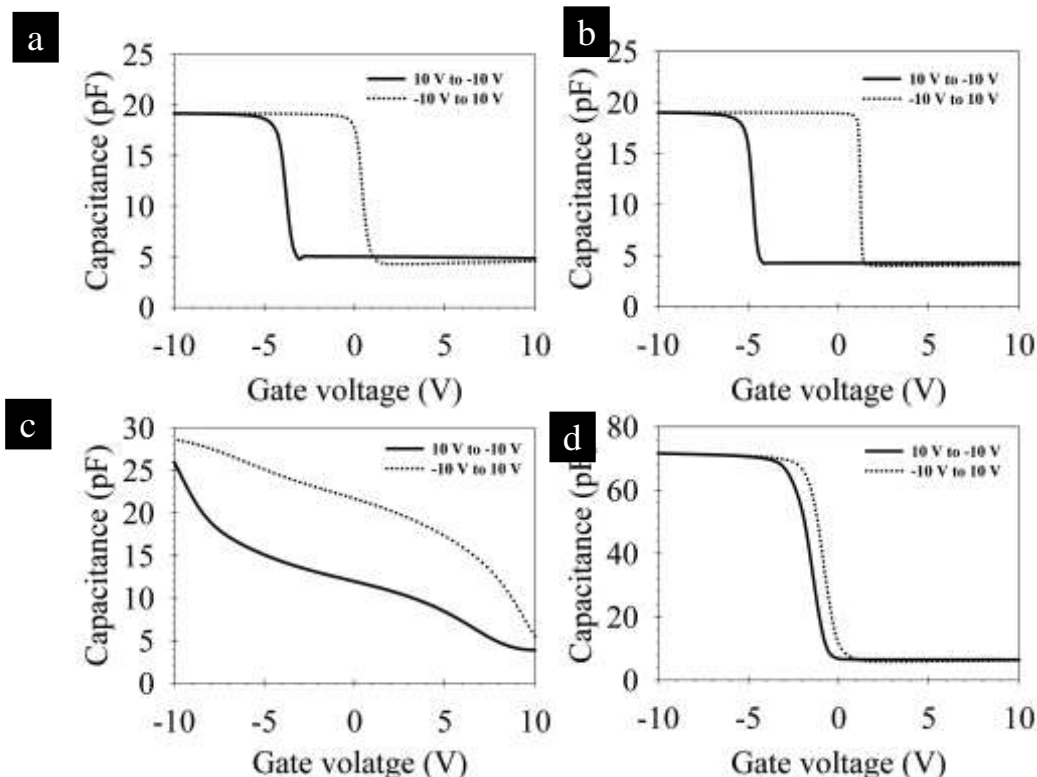 a
25
20
15
10
5
0
Capacitance (pF)
10 V to -10 V
-10 V to 10 V
-10 -5 0 5 10
Gate voltage (V)
b
25
20
15
10
5
0
Capacitance (pF)
10 V to -10 V
-10 V to 10 V
-10 -5 0 5 10
Gate voltage (V)
c
30
25
20
15
10
5
0
Capacitance (pF)
10 V to -10 V
-10 V to 10 V
-10 -5 0 5 10
Gate volatge (V)
d
80
60
40
20
0
Capacitance (pF)
10 V to -10 V
-10 V to 10 V
-10 -5 0 5 10
Gate voltage (V)